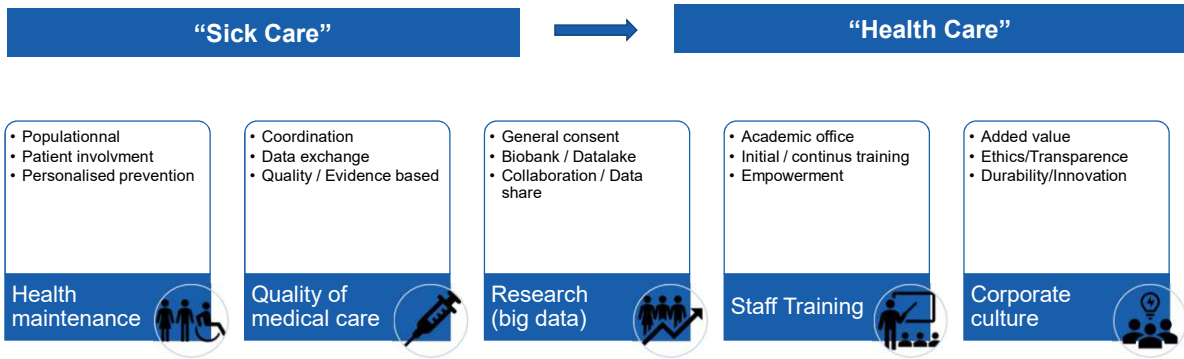 “Sick Care”
“Health Care”
• Populationnal
• Patient involvment
• Personalised prevention
Health
maintenance
• Coordination
• Data exchange
• Quality / Evidence based
Quality of
medical care
• General consent
• Biobank / Datalake
• Collaboration / Data
share
Research
(big data)
• Academic office
• Initial / continus training
• Empowerment
Staff Training
• Added value
• Ethics/Transparence
• Durability/Innovation
Corporate
culture